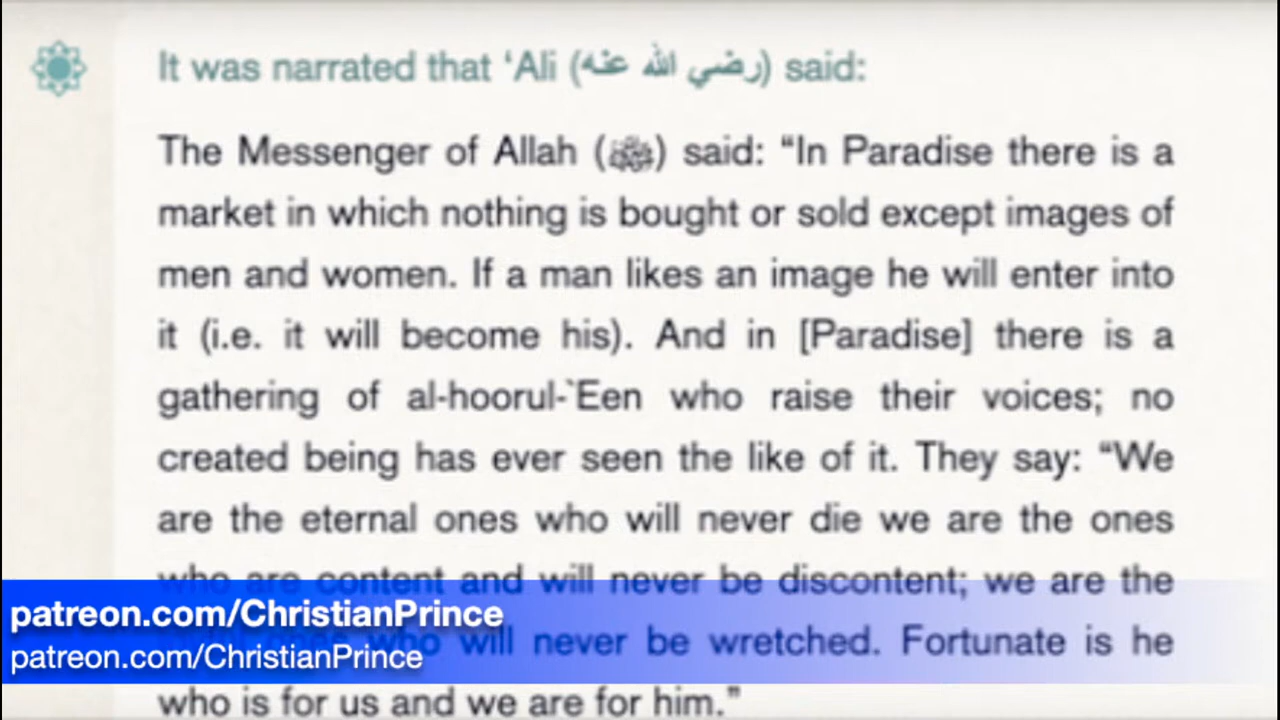 It was narrated that ‘Ali (رضي الله عنه) said:
The Messenger of Allah (ﷺ) said: “In Paradise there is a
market in which nothing is bought or sold except images of
men and women. If a man likes an image he will enter into
it (i.e. it will become his). And in [Paradise] there is a
gathering of al-hoorul-`Een who raise their voices; no
created being has ever seen the like of it. They say: “We
are the eternal ones who will never die we are the ones
who are content and will never be discontent; we are the
ones who will never be wretched. Fortunate is he
who is for us and we are for him.”
patreon.com/ChristianPrince
patreon.com/ChristianPrince